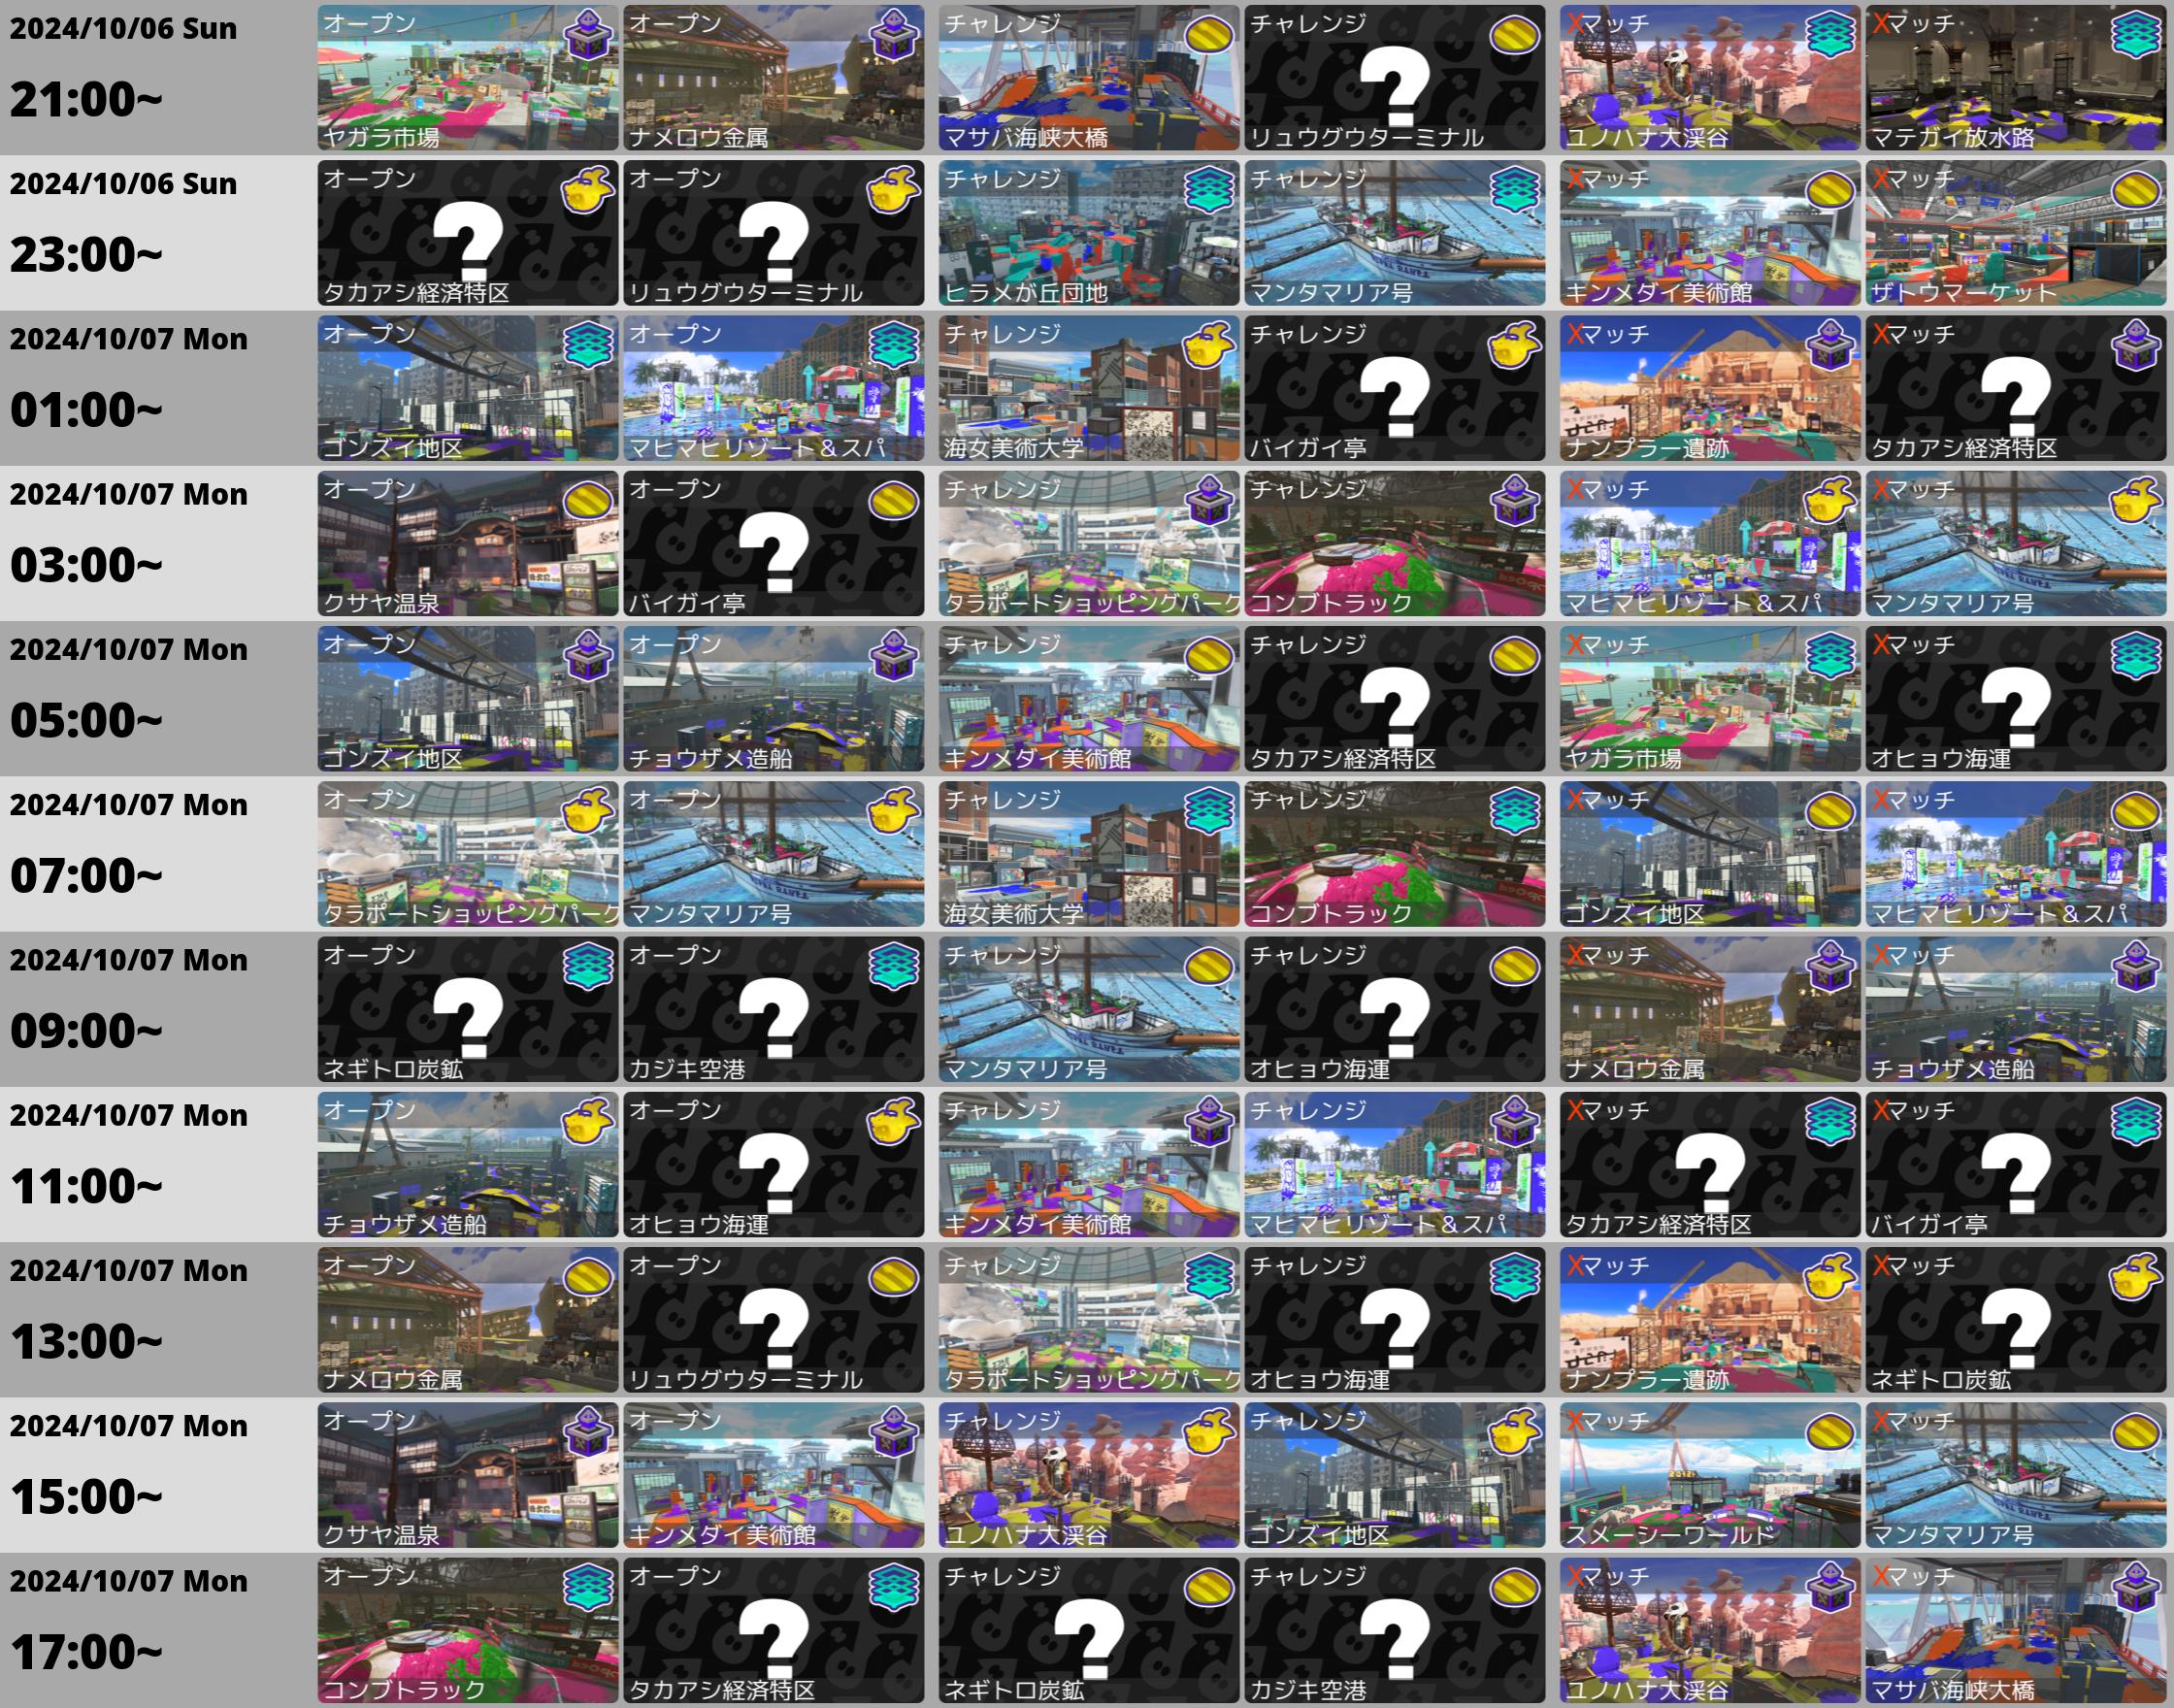 2024/10/06 Sun
21:00~
オープン
ヤガラ市場
オープン
ナメロウ金属
チャレンジ
マサバ海峡大橋
チャレンジ
リュウグウターミナル
Xマッチ
ユノハナ大渓谷
Xマッチ
マテガイ放水路
2024/10/06 Sun
23:00~
オープン
タカアシ経済特区
オープン
リュウグウターミナル
チャレンジ
ヒラメが丘団地
チャレンジ
マンタマリア号
Xマッチ
キンメダイ美術館
Xマッチ
ザトウマーケット
2024/10/07 Mon
01:00~
オープン
ゴンズイ地区
オープン
マヒマヒリゾート＆スパ
チャレンジ
海女美術大学
チャレンジ
バイガイ亭
Xマッチ
ナンプラー遺跡
Xマッチ
タカアシ経済特区
2024/10/07 Mon
03:00~
オープン
クサヤ温泉
オープン
バイガイ亭
チャレンジ
タラポートショッピングパーク
チャレンジ
コンブトラック
Xマッチ
マヒマヒリゾート＆スパ
Xマッチ
マンタマリア号
2024/10/07 Mon
05:00~
オープン
ゴンズイ地区
オープン
チョウザメ造船
チャレンジ
キンメダイ美術館
チャレンジ
タカアシ経済特区
Xマッチ
ヤガラ市場
Xマッチ
オヒョウ海運
2024/10/07 Mon
07:00~
オープン
タラポートショッピングパーク
オープン
マンタマリア号
チャレンジ
海女美術大学
チャレンジ
コンブトラック
Xマッチ
ゴンズイ地区
Xマッチ
マヒマヒリゾート＆スパ
2024/10/07 Mon
09:00~
オープン
ネギトロ炭鉱
オープン
カジキ空港
チャレンジ
マンタマリア号
チャレンジ
オヒョウ海運
Xマッチ
ナメロウ金属
Xマッチ
チョウザメ造船
2024/10/07 Mon
11:00~
オープン
チョウザメ造船
オープン
オヒョウ海運
チャレンジ
キンメダイ美術館
チャレンジ
マヒマヒリゾート＆スパ
Xマッチ
タカアシ経済特区
Xマッチ
バイガイ亭
2024/10/07 Mon
13:00~
オープン
ナメロウ金属
オープン
リュウグウターミナル
チャレンジ
タラポートショッピングパーク
チャレンジ
オヒョウ海運
Xマッチ
ナンプラー遺跡
Xマッチ
ネギトロ炭鉱
2024/10/07 Mon
15:00~
オープン
クサヤ温泉
オープン
キンメダイ美術館
チャレンジ
ユノハナ大渓谷
チャレンジ
ゴンズイ地区
Xマッチ
スメーシーワールド
Xマッチ
マンタマリア号
2024/10/07 Mon
17:00~
オープン
コンブトラック
オープン
タカアシ経済特区
チャレンジ
ネギトロ炭鉱
チャレンジ
カジキ空港
Xマッチ
ユノハナ大渓谷
Xマッチ
マサバ海峡大橋